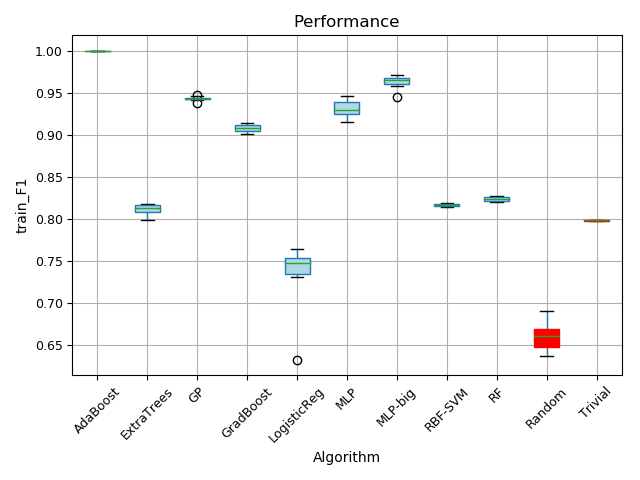 Performance
train_F1
1.00
0.95
0.90
0.85
0.80
0.75
0.70
0.65
AdaBoost
ExtraTrees
GP
GradBoost
LogisticReg
MLP
MLP-big
RBF-SVM
RF
Random
Trivial
Algorithm